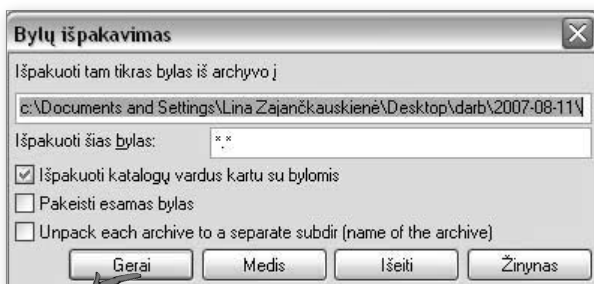 Bylų išpakavimas
Išpakuoti tam tikras bylas iš archyvo į
c:\Documents and Settings\Lina Zajančkauskienė\Desktop\darb\2007-08-11\
Išpakuoti šias bylas: *.*
Išpakuoti katalogų vardus kartu su bylomis
Pakeisti esamas bylas
Unpack each archive to a separate subdir (name of the archive)
Gerai Medis Išeiti Žinynas